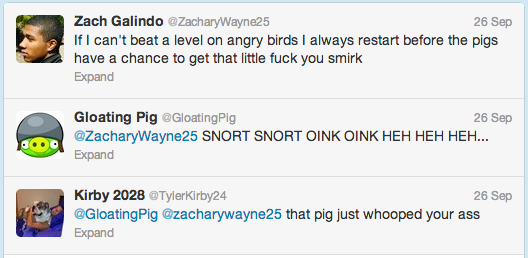 Zach Galindo @ZacharyWayne25 26 Sep
If I can't beat a level on angry birds I always restart before the pigs
have a chance to get that little fuck you smirk
Expand
Gloating Pig @GloatingPig 26 Sep
@ZacharyWayne25 SNORT SNORT OINK OINK HEH HEH HEH...
Expand
Kirby 2028 @TylerKirby24 26 Sep
@GloatingPig @zacharywayne25 that pig just whooped your ass
Expand